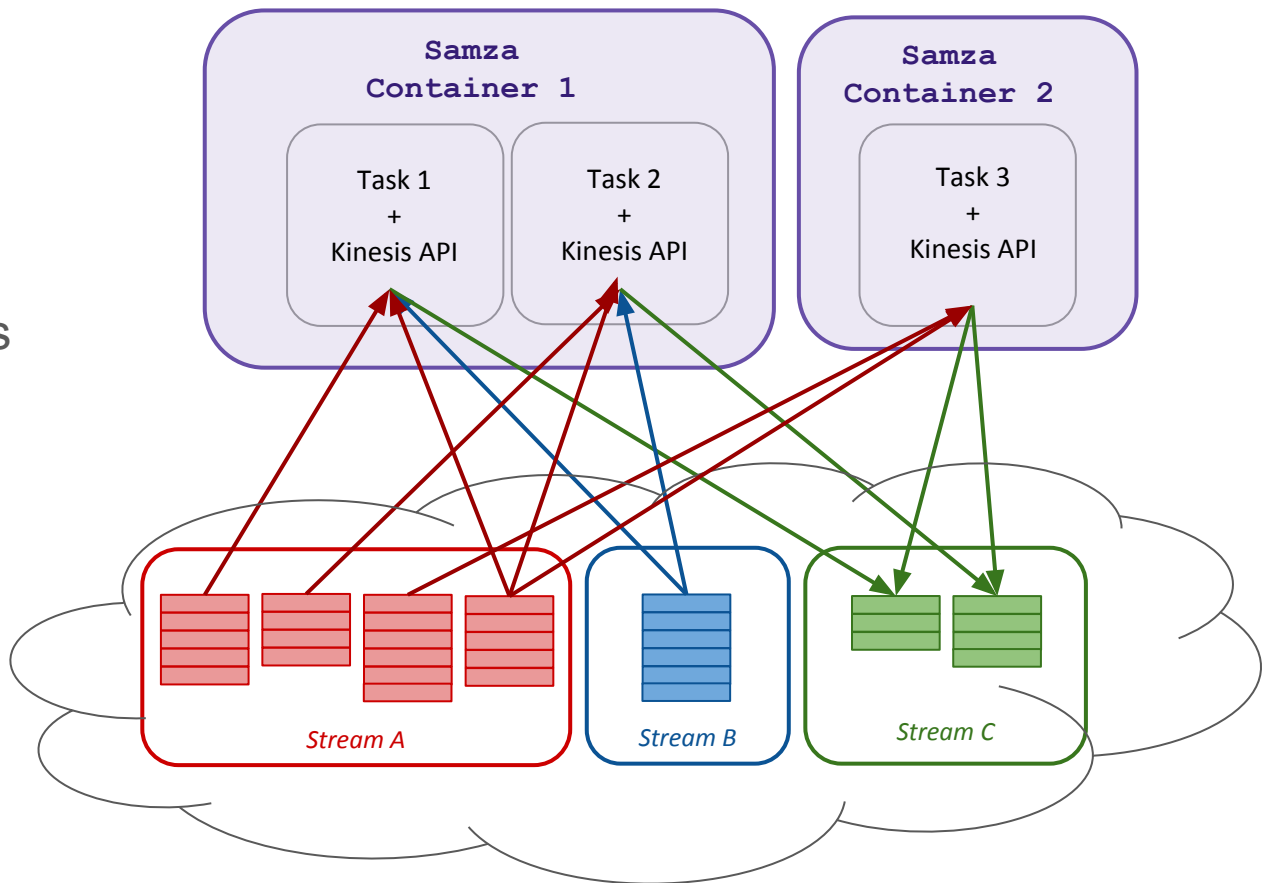 Samza
Container 1
Samza
Container 2
Task 1
+
Kinesis API
Task 2
+
Kinesis API
Task 3
+
Kinesis API
s
Stream A
Stream B
Stream C